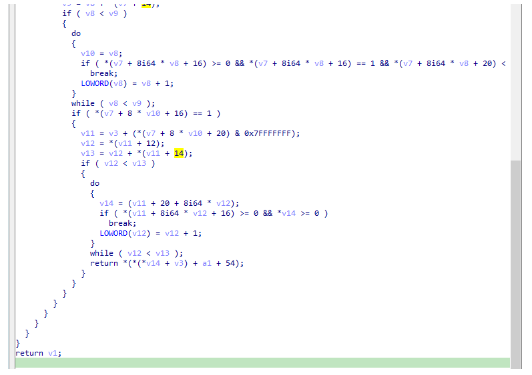 if ( v8 < v9 )
{
do
{
v10 = v8;
if ( *(v7 + 8i64 * v8 + 16) >= 0 && *(v7 + 8i64 * v8 + 16) == 1 && *(v7 + 8i64 * v8 + 20) <
break;
LOWORD(v8) = v8 + 1;
}
while ( v8 < v9 );
if ( *(v7 + 8 * v10 + 16) == 1 )
{
v11 = v3 + (*(v7 + 8 * v10 + 20) & 0x7FFFFFFF);
v12 = *(v11 + 12);
v13 = v12 + *(v11 + 14);
if ( v12 < v13 )
{
do
{
v14 = (v11 + 20 + 8i64 * v12);
if ( *(v11 + 8i64 * v12 + 16) >= 0 && *v14 >= 0 )
break;
LOWORD(v12) = v12 + 1;
}
while ( v12 < v13 );
return *(*(*v14 + v3) + a1 + 54);
}
}
}
}
}
}
}
}
return v1;